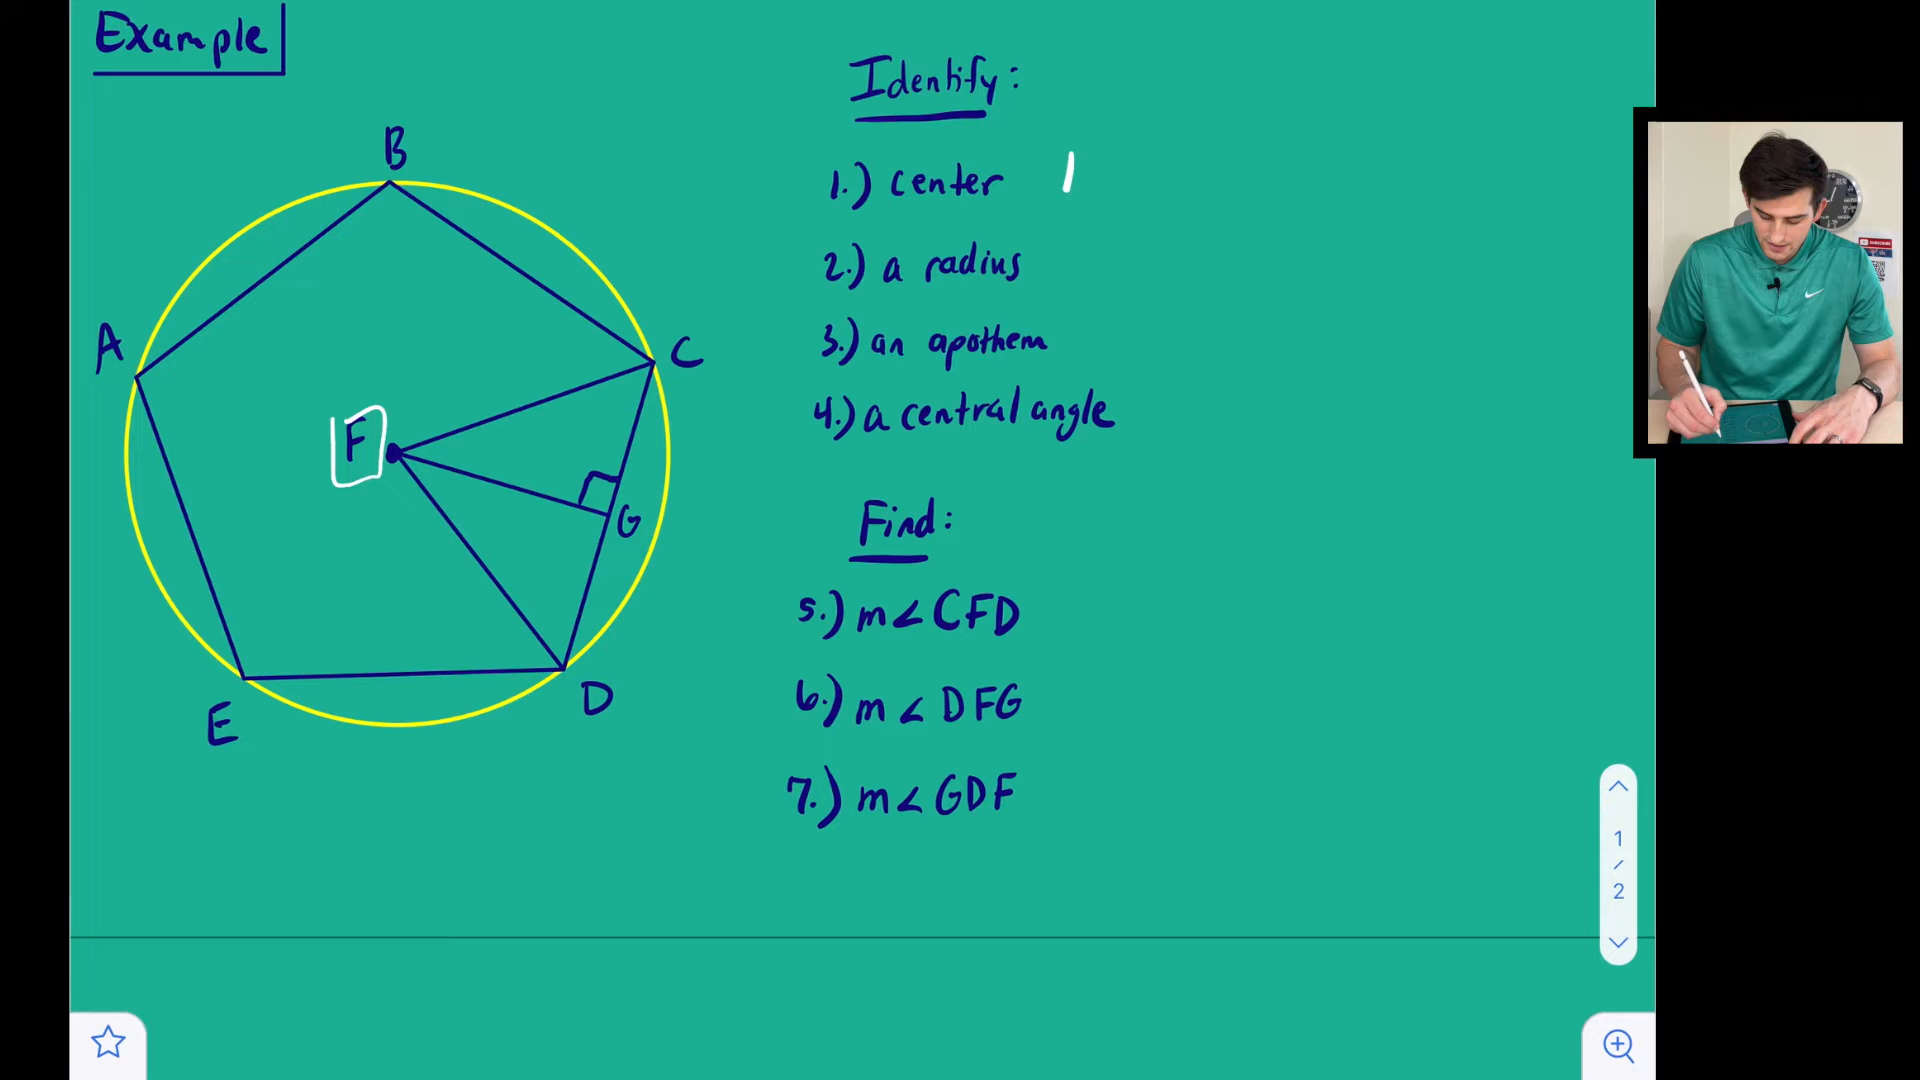 Example
Identify:
B
1.) center
2.) a radius
A
C
3.) an apothem
4.) a central angle
F
Find:
G
5.) m∠CFD
6.) m∠DFG
D
E
7.) m∠GDF
1
/
2
SUBSCRIBE